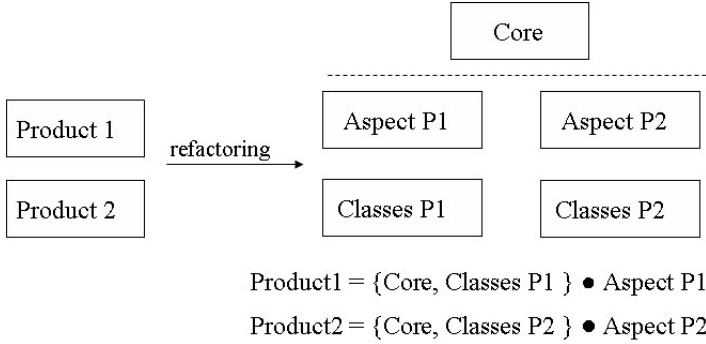 Core
Product 1
Product 2
refactoring
Aspect P1
Aspect P2
Classes P1
Classes P2
Product1 = {Core, Classes P1 } ● Aspect P1
Product2 = {Core, Classes P2 } ● Aspect P2